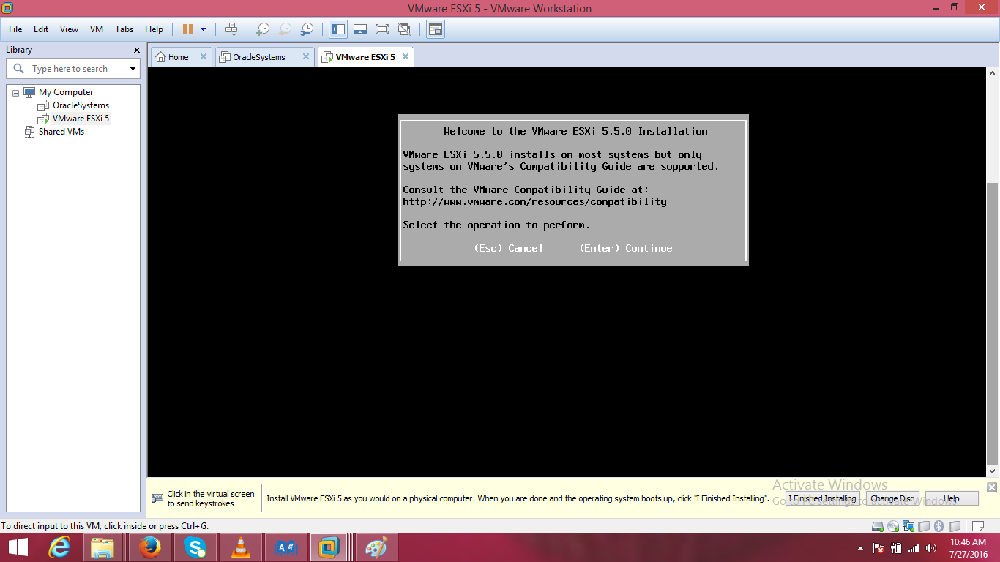 VMware ESXi 5 - VMware Workstation
File Edit View VM Tabs Help
Library
Home OracleSystems VMware ESXi 5
Type here to search
My Computer
OracleSystems
VMware ESXi 5
Shared VMs
Welcome to the VMware ESXi 5.5.0 Installation
VMware ESXi 5.5.0 installs on most systems but only
systems on VMware's Compatibility Guide are supported.
Consult the VMware Compatibility Guide at:
http://www.vmware.com/resources/compatibility
Select the operation to perform.
(Esc) Cancel (Enter) Continue
Activate Windows
Go to PC settings to activate Windows.
Click in the virtual screen
to send keystrokes
Install VMware ESXi 5 as you would on a physical computer. When you are done and the operating system boots up, click "I Finished Installing".
I Finished Installing Change Disc Help
To direct input to this VM, click inside or press Ctrl+G.
10:46 AM
7/27/2016